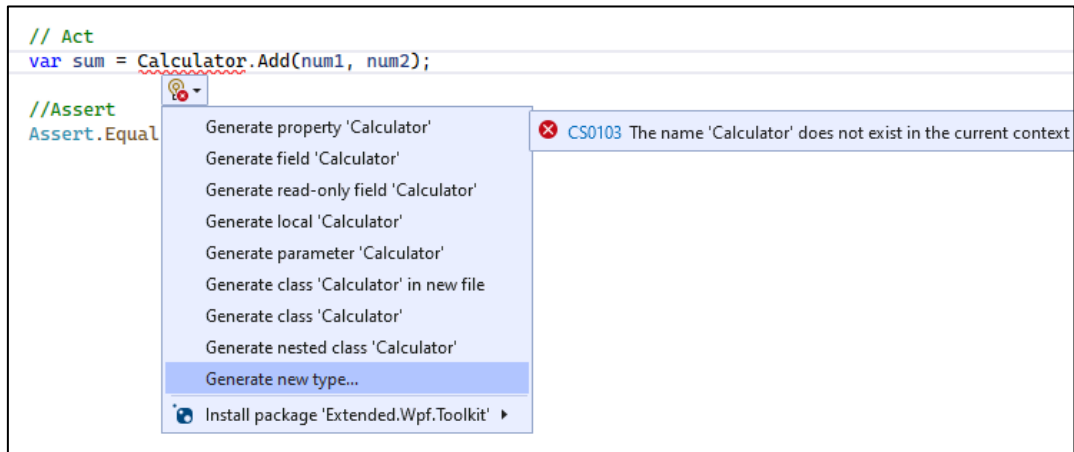 // Act
var sum = Calculator.Add(num1, num2);
//Assert
Assert.Equal
Generate property 'Calculator'
CS0103 The name 'Calculator' does not exist in the current context
Generate field 'Calculator'
Generate read-only field 'Calculator'
Generate local 'Calculator'
Generate parameter 'Calculator'
Generate class 'Calculator' in new file
Generate class 'Calculator'
Generate nested class 'Calculator'
Generate new type...
Install package 'Extended.Wpf.Toolkit'